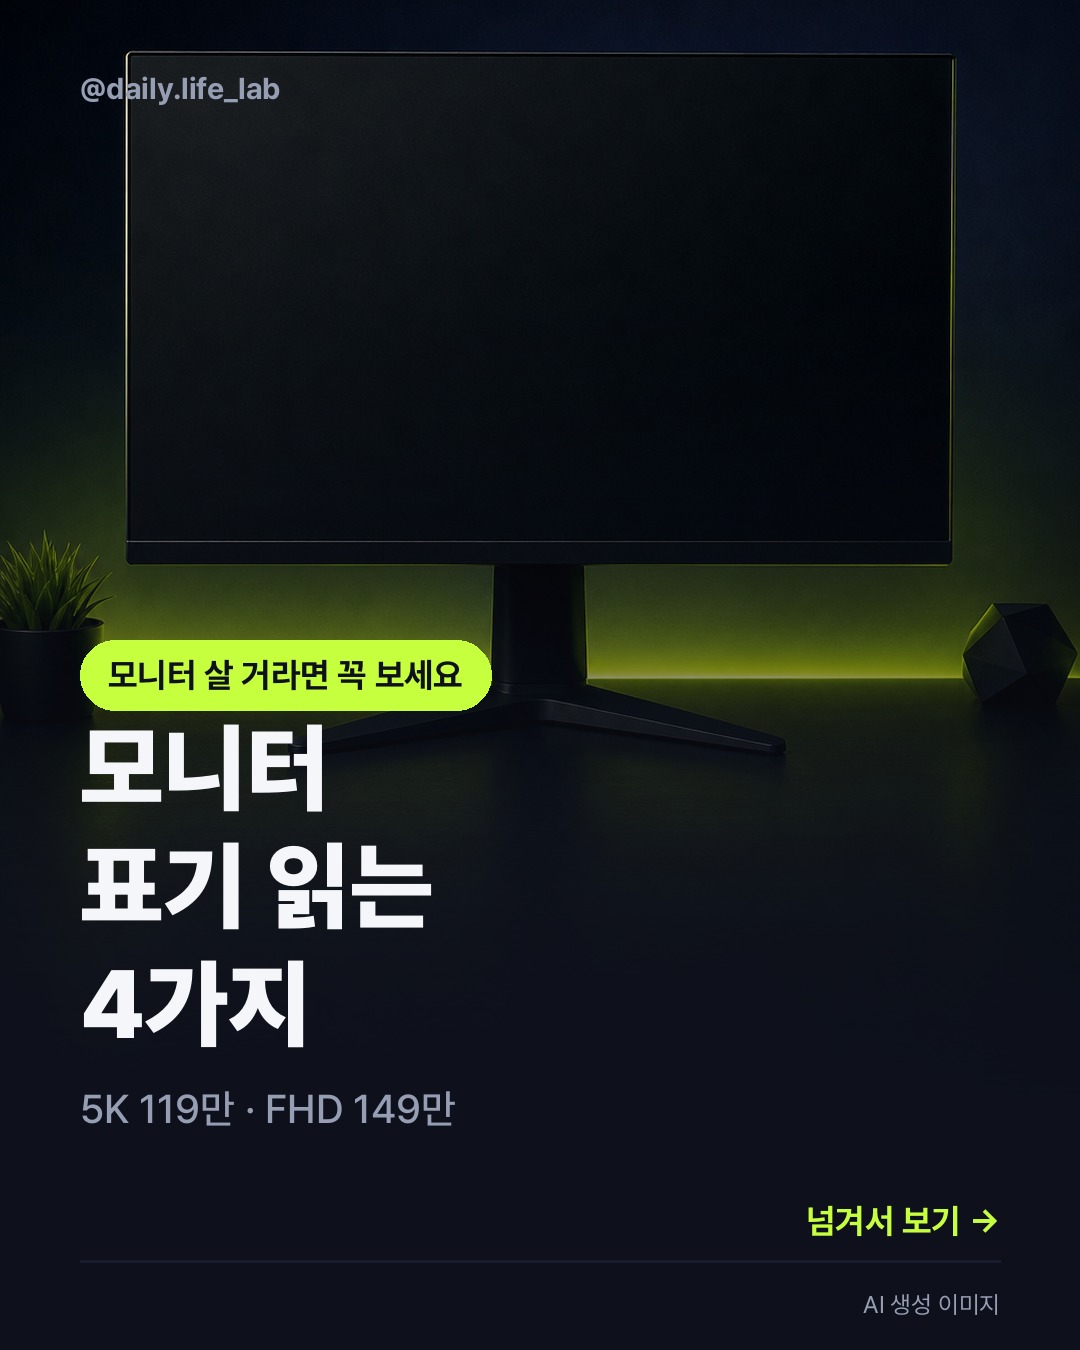 @daily.life_lab
모니터 살 거라면 꼭 보세요
모니터
표기 읽는
4가지
5K 119만 · FHD 149만
넘겨서 보기 →
AI 생성 이미지